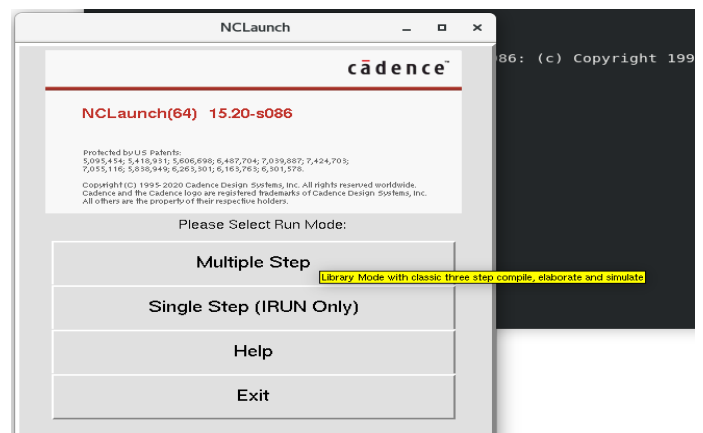 NCLaunch
86: (c) Copyright 199
cādence™
NCLaunch(64) 15.20-s086
Protected by US Patents:
5,095,454; 5,418,931; 5,606,698; 6,487,704; 7,039,887; 7,424,703;
7,055,116; 5,838,949; 6,263,301; 6,163,763; 6,301,578.
Copyright (C) 1995-2020 Cadence Design Systems, Inc. All rights reserved worldwide.
Cadence and the Cadence logo are registered trademarks of Cadence Design Systems, Inc.
All others are the property of their respective holders.
Please Select Run Mode:
Multiple Step
Library Mode with classic three step compile, elaborate and simulate
Single Step (IRUN Only)
Help
Exit